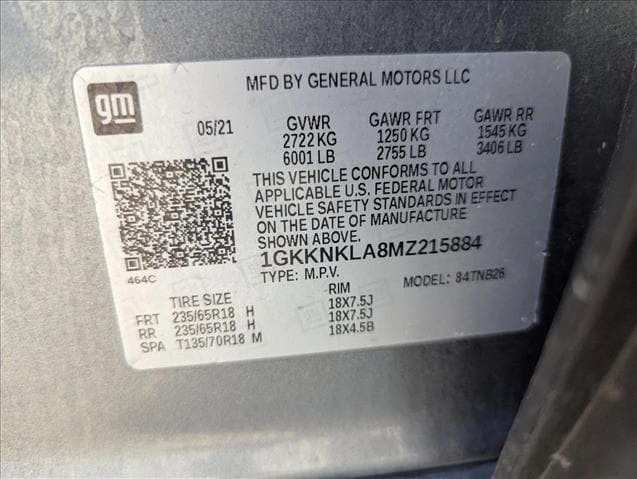 gm
MFD BY GENERAL MOTORS LLC
05/21 GVWR GAWR FRT GAWR RR
2722 KG 1250 KG 1545 KG
6001 LB 2755 LB 3406 LB
THIS VEHICLE CONFORMS TO ALL
APPLICABLE U.S. FEDERAL MOTOR
VEHICLE SAFETY STANDARDS IN EFFECT
ON THE DATE OF MANUFACTURE
SHOWN ABOVE.
1GKKNKLA8MZ215884
464C TYPE: M.P.V. MODEL: 84TNB26
TIRE SIZE RIM
FRT 235/65R18 H 18X7.5J
RR 235/65R18 H 18X7.5J
SPA T135/70R18 M 18X4.5B